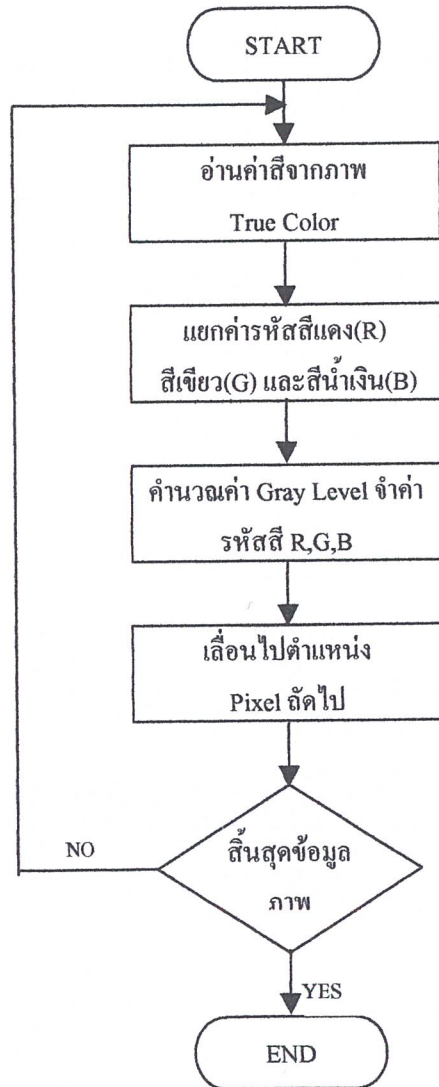 START
อ่านค่าสีจากภาพ
True Color
แยกค่ารหัสสีแดง(R)
สีเขียว(G) และสีน้ำเงิน(B)
คำนวณค่า Gray Level จำค่า
รหัสสี R,G,B
เลื่อนไปตำแหน่ง
Pixel ถัดไป
สิ้นสุดข้อมูล
ภาพ
NO
YES
END